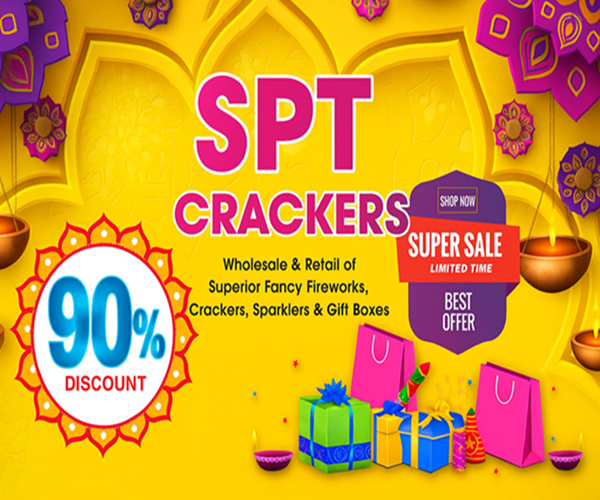 SPT
CRACKERS
Wholesale & Retail of
Superior Fancy Fireworks,
Crackers, Sparklers & Gift Boxes
90%
DISCOUNT
SHOP NOW
SUPER SALE
LIMITED TIME
BEST
OFFER